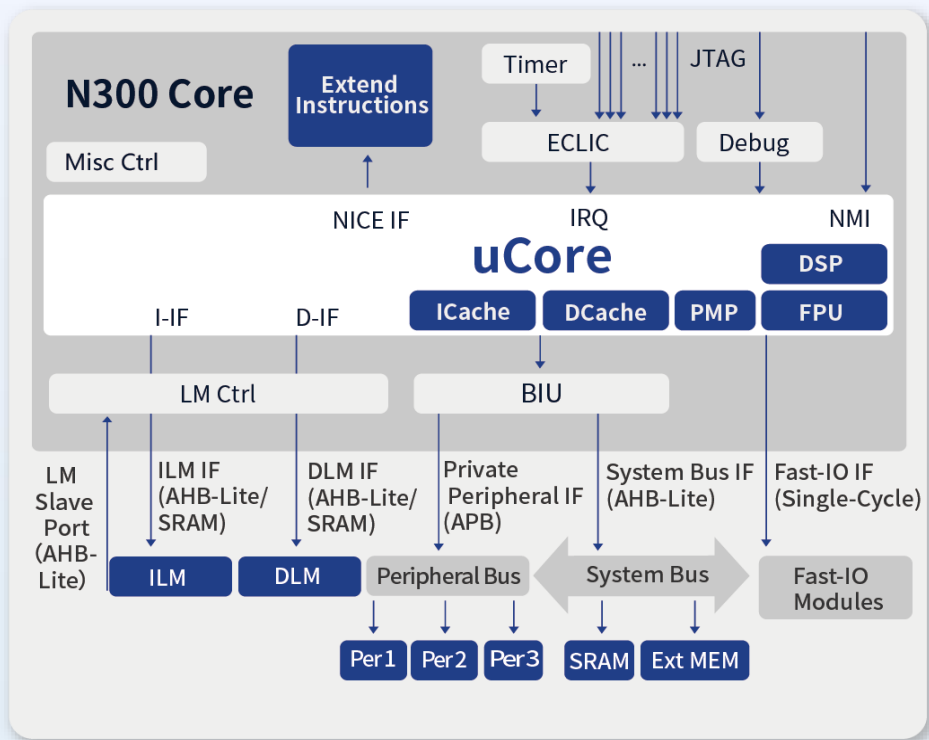 N300 Core
Extend
Instructions
Timer
...
JTAG
ECLIC
Debug
Misc Ctrl
NICE IF
IRQ
NMI
uCore
DSP
I-IF
D-IF
ICache
DCache
PMP
FPU
LM Ctrl
BIU
LM
Slave
Port
(AHB-
Lite)
ILM IF
(AHB-Lite/
SRAM)
DLM IF
(AHB-Lite/
SRAM)
Private
Peripheral IF
(APB)
System Bus IF
(AHB-Lite)
Fast-IO IF
(Single-Cycle)
ILM
DLM
Peripheral Bus
System Bus
Fast-IO
Modules
Per1
Per2
Per3
SRAM
Ext MEM